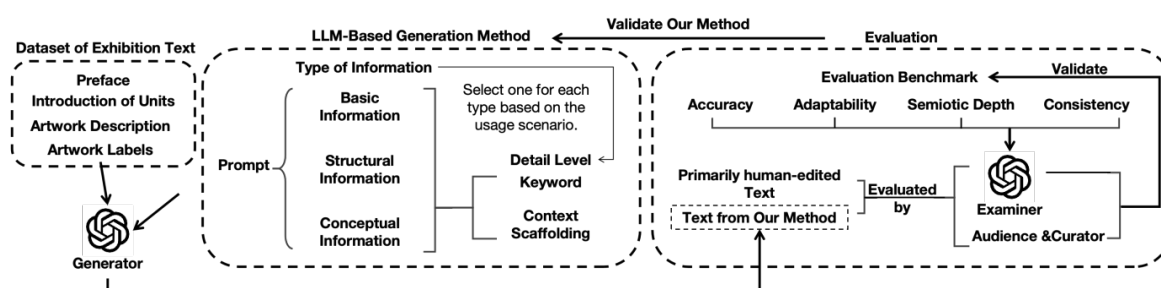 Validate Our Method
LLM-Based Generation Method
Evaluation
Dataset of Exhibition Text
Preface
Introduction of Units
Artwork Description
Artwork Labels
Generator
Type of Information
Prompt
Basic
Information
Structural
Information
Conceptual
Information
Select one for each
type based on the
usage scenario.
Detail Level
Keyword
Context
Scaffolding
Evaluation Benchmark
Validate
Accuracy
Adaptability
Semiotic Depth
Consistency
Primarily human-edited
Text
Text from Our Method
Evaluated
by
Examiner
Audience &Curator